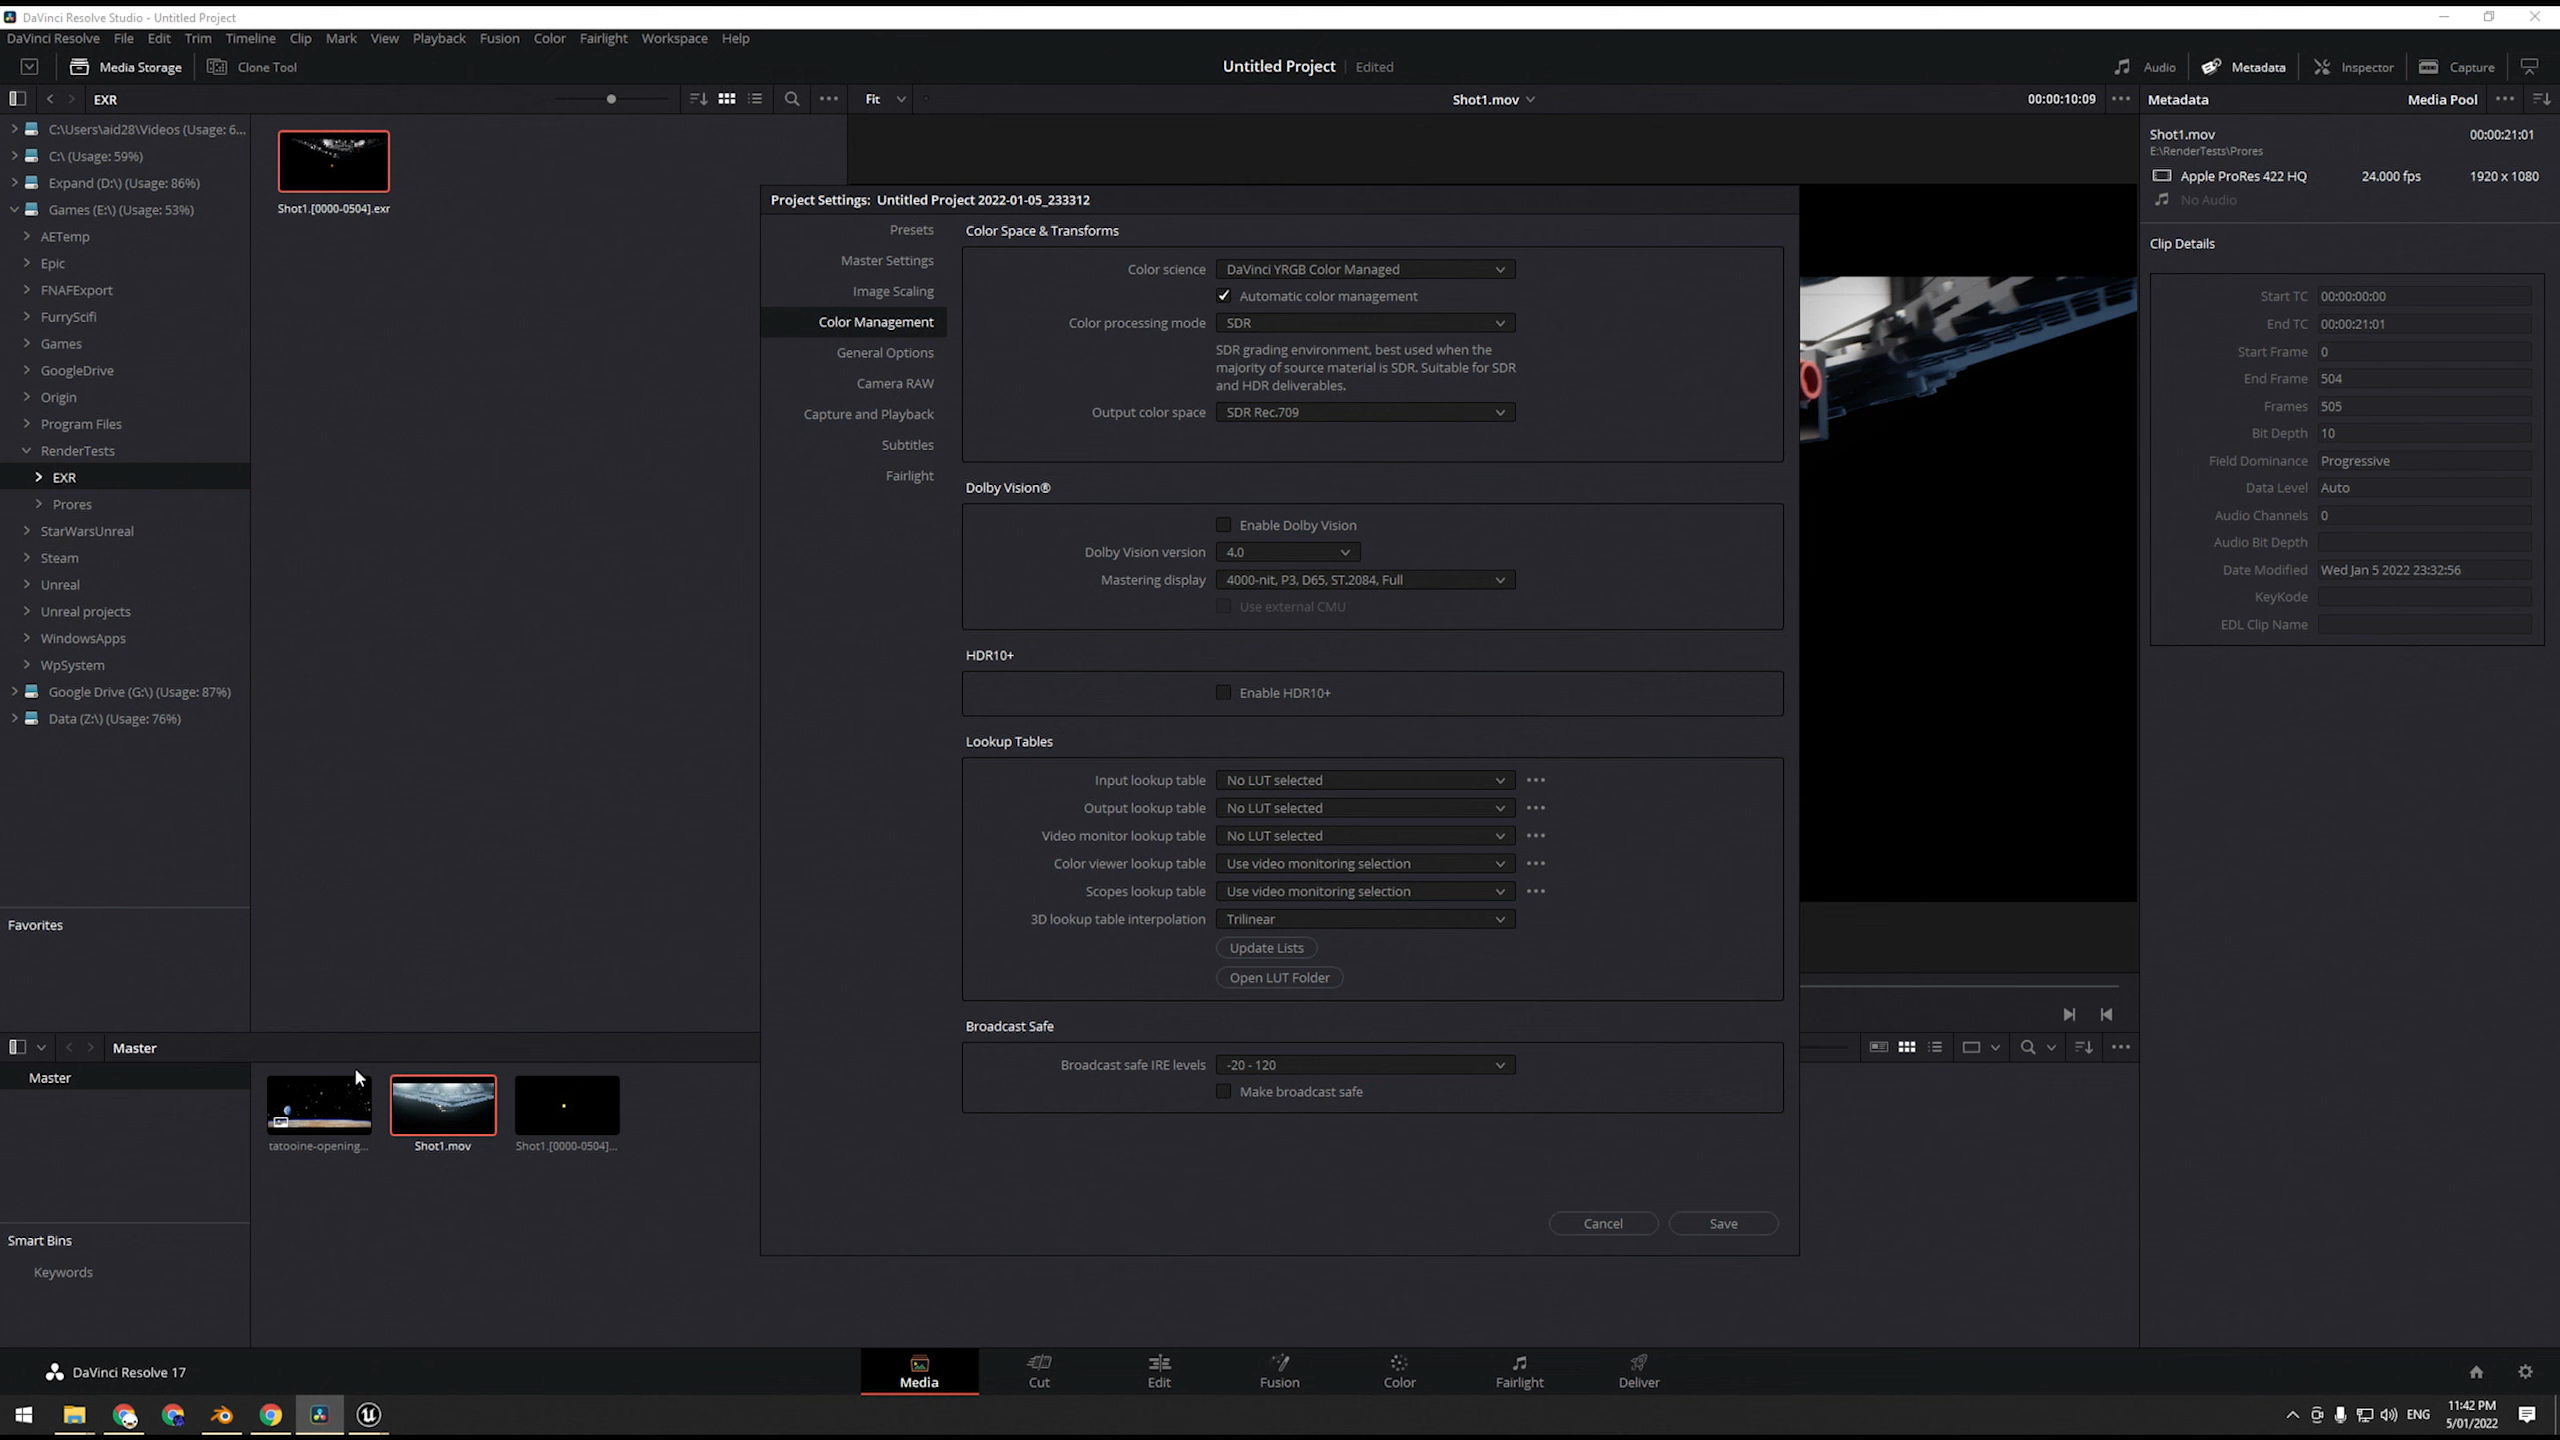 DaVinci Resolve Studio - Untitled Project
DaVinci Resolve File Edit Trim Timeline Clip Mark View Playback Fusion Color Fairlight Workspace Help
Media Storage Clone Tool
Untitled Project Edited
Audio Metadata Inspector Capture
EXR
Fit
Shot1.mov
00:00:10:09
Metadata
Media Pool
C:\Users\aid28\Videos (Usage: 6...
C:\ (Usage: 59%)
Expand (D:\) (Usage: 86%)
Games (E:\) (Usage: 53%)
AETemp
Epic
FNAFExport
FurryScifi
Games
GoogleDrive
Origin
Program Files
RenderTests
EXR
Prores
StarWarsUnreal
Steam
Unreal
Unreal projects
WindowsApps
WpSystem
Google Drive (G:\) (Usage: 87%)
Data (Z:\) (Usage: 76%)
Favorites
Shot1.[0000-0504].exr
Project Settings: Untitled Project 2022-01-05_233312
Presets
Master Settings
Image Scaling
Color Management
General Options
Camera RAW
Capture and Playback
Subtitles
Fairlight
Color Space & Transforms
Color science DaVinci YRGB Color Managed
Automatic color management
Color processing mode SDR
SDR grading environment, best used when the
majority of source material is SDR. Suitable for SDR
and HDR deliverables.
Output color space SDR Rec.709
Dolby Vision®
Enable Dolby Vision
Dolby Vision version 4.0
Mastering display 4000-nit, P3, D65, ST.2084, Full
Use external CMU
HDR10+
Enable HDR10+
Lookup Tables
Input lookup table No LUT selected
Output lookup table No LUT selected
Video monitor lookup table No LUT selected
Color viewer lookup table Use video monitoring selection
Scopes lookup table Use video monitoring selection
3D lookup table interpolation Trilinear
Update Lists
Open LUT Folder
Broadcast Safe
Broadcast safe IRE levels -20 - 120
Make broadcast safe
Cancel Save
Shot1.mov 00:00:21:01
E:\RenderTests\Prores
Apple ProRes 422 HQ 24.000 fps 1920 x 1080
No Audio
Clip Details
Start TC 00:00:00:00
End TC 00:00:21:01
Start Frame 0
End Frame 504
Frames 505
Bit Depth 10
Field Dominance Progressive
Data Level Auto
Audio Channels 0
Audio Bit Depth
Date Modified Wed Jan 5 2022 23:32:56
KeyKode
EDL Clip Name
Master
Master
tatooine-opening...
Shot1.mov
Shot1.[0000-0504]...
Smart Bins
Keywords
DaVinci Resolve 17
Media Cut Edit Fusion Color Fairlight Deliver
ENG
11:42 PM
5/01/2022